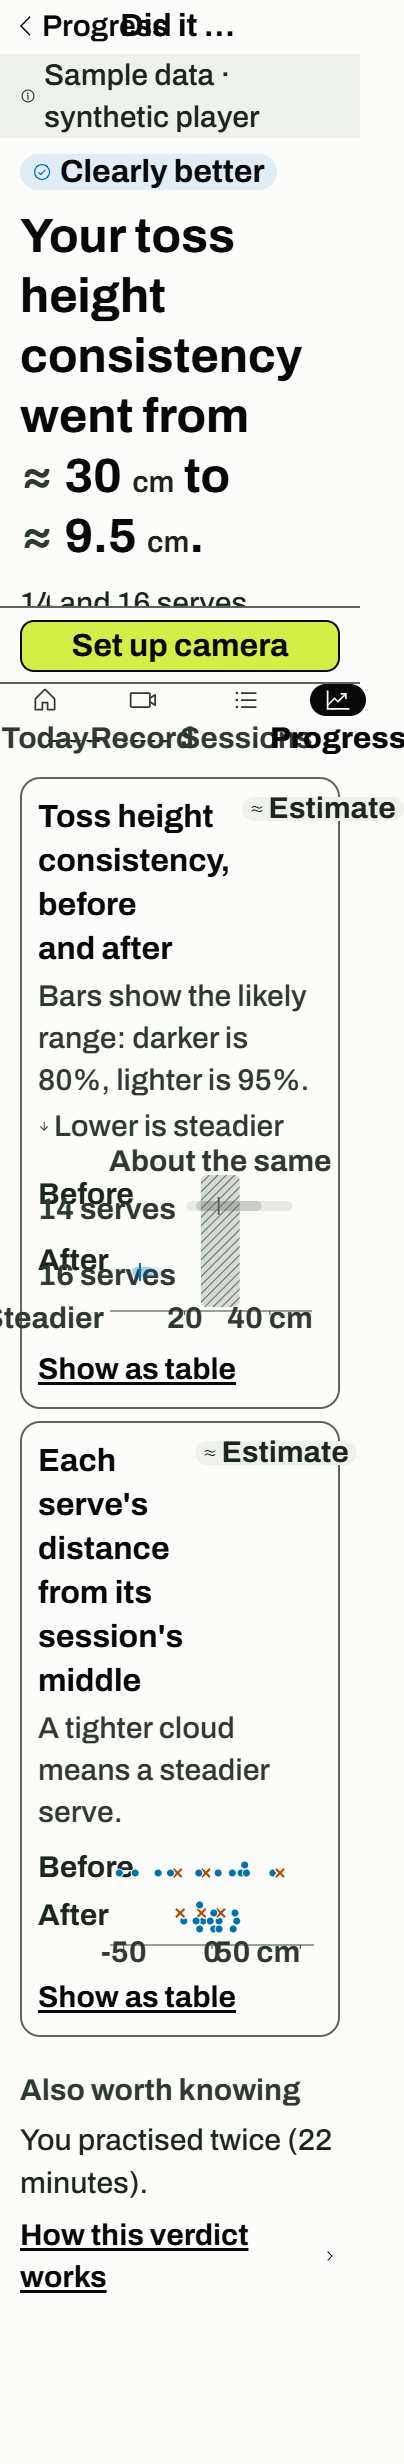 Progress
Did it …
Sample data ·
synthetic player
Clearly better
Your toss
height
consistency
went from
≈ 30 cm to
≈ 9.5 cm.
14 and 16 serves
Set up camera
Today Record Sessions Progress
Toss height
consistency,
before
and after
≈ Estimate
Bars show the likely
range: darker is
80%, lighter is 95%.
↓ Lower is steadier
About the same
Before
14 serves
After
16 serves
Steadier 20 40 cm
Show as table
Each
serve's
distance
from its
session's
middle
≈ Estimate
A tighter cloud
means a steadier
serve.
Before
After
-50 0 50 cm
Show as table
Also worth knowing
You practised twice (22
minutes).
How this verdict
works